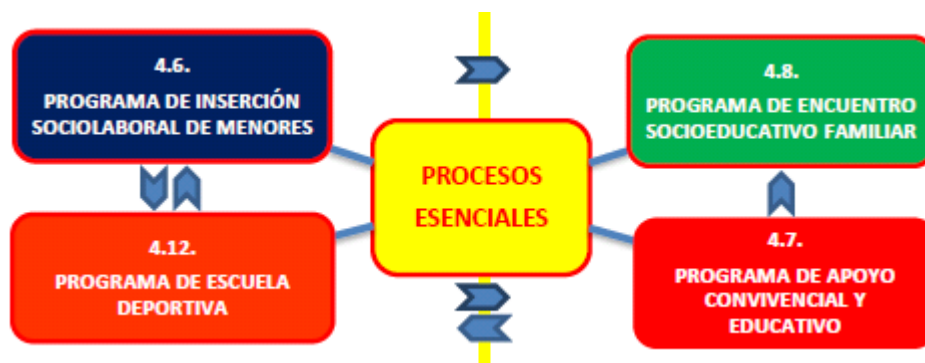 4.6.
PROGRAMA DE INSERCIÓN
SOCIOLABORAL DE MENORES
4.8.
PROGRAMA DE ENCUENTRO
SOCIOEDUCATIVO FAMILIAR
PROCESOS
ESENCIALES
4.12.
PROGRAMA DE ESCUELA
DEPORTIVA
4.7.
PROGRAMA DE APOYO
CONVIVENCIAL Y
EDUCATIVO